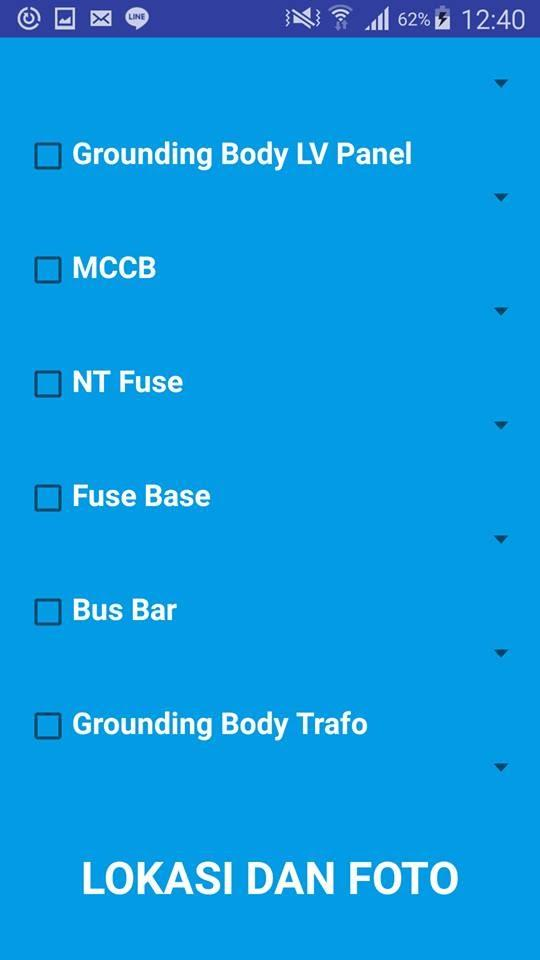 LINE
62%
12:40
Grounding Body LV Panel
MCCB
NT Fuse
Fuse Base
Bus Bar
Grounding Body Trafo
LOKASI DAN FOTO